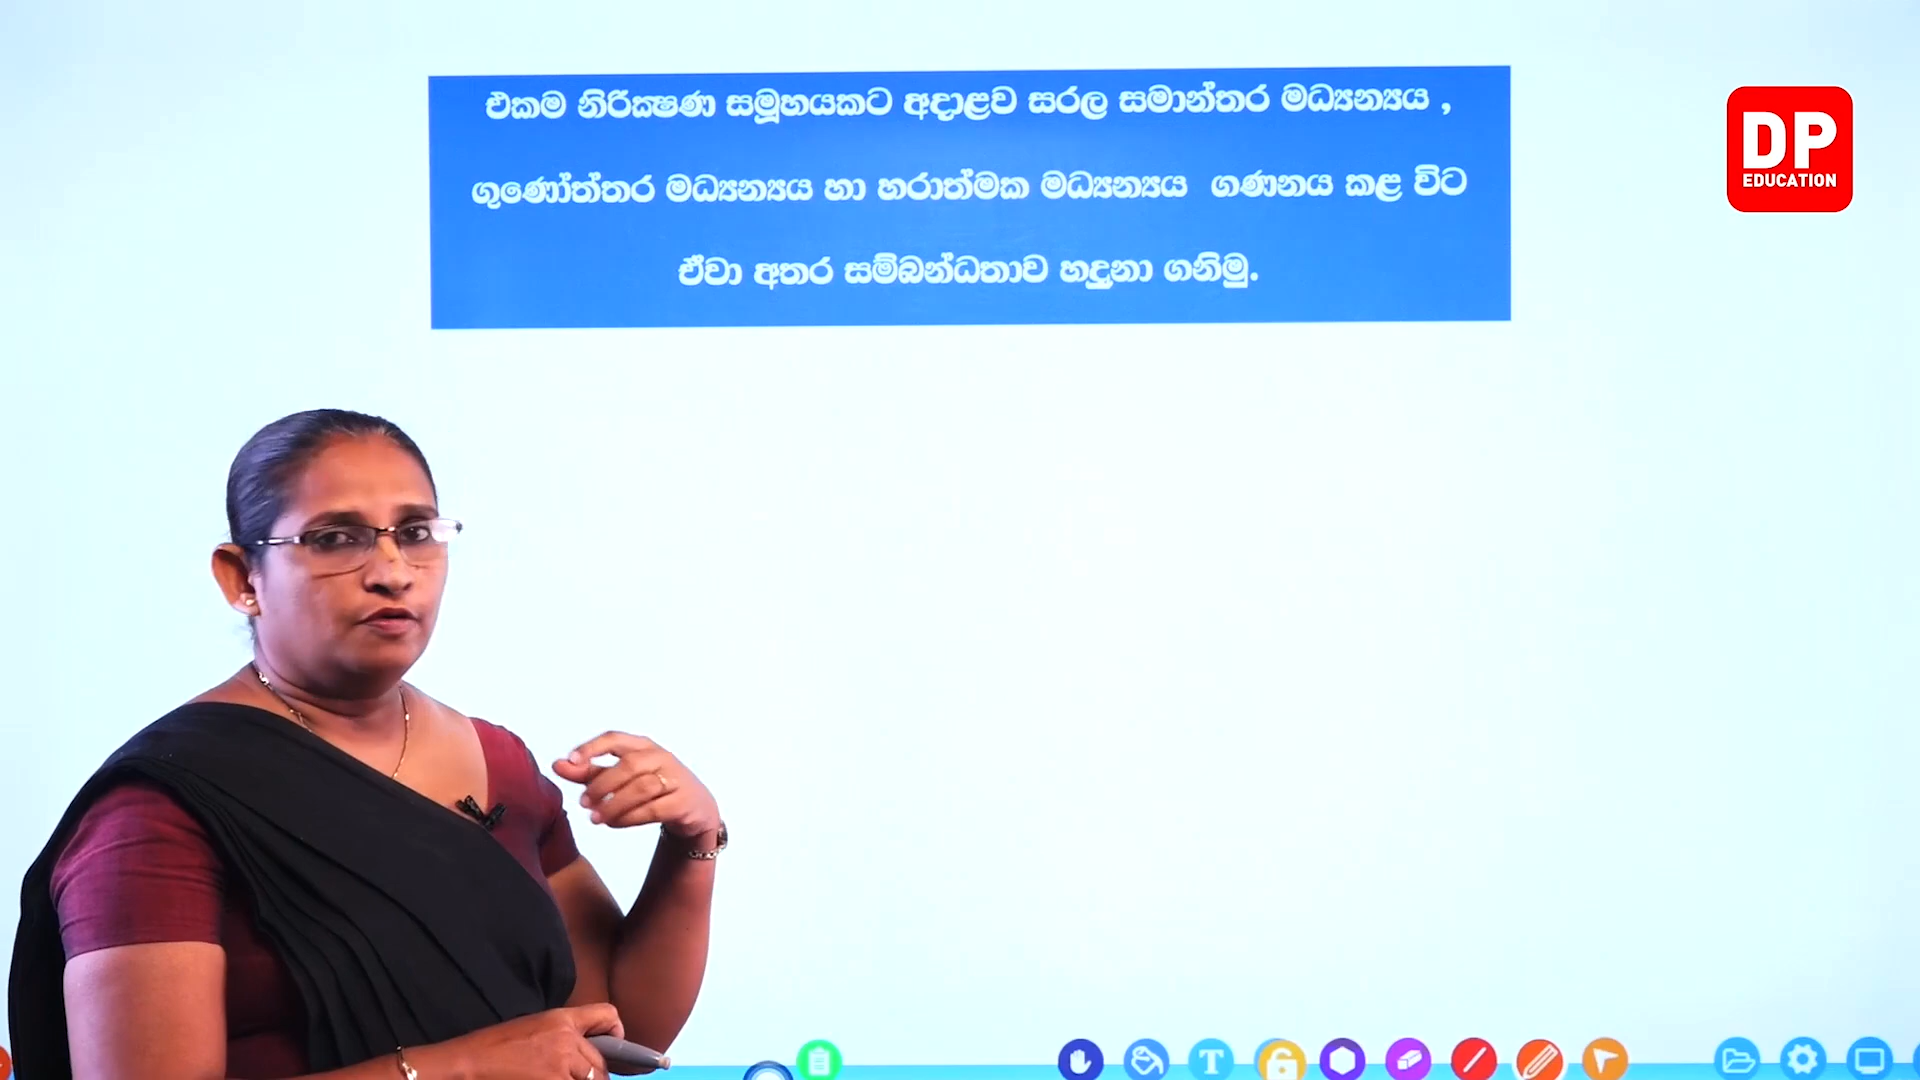 එකම නිරීක්‍ෂණ සමූහයකට අදාළව සරල සමාන්තර මධ්‍යන්‍යය ,
ගුණෝත්තර මධ්‍යන්‍යය හා හරාත්මක මධ්‍යන්‍යය ගණනය කළ විට
ඒවා අතර සම්බන්ධතාව හදුනා ගනිමු.
DP
EDUCATION